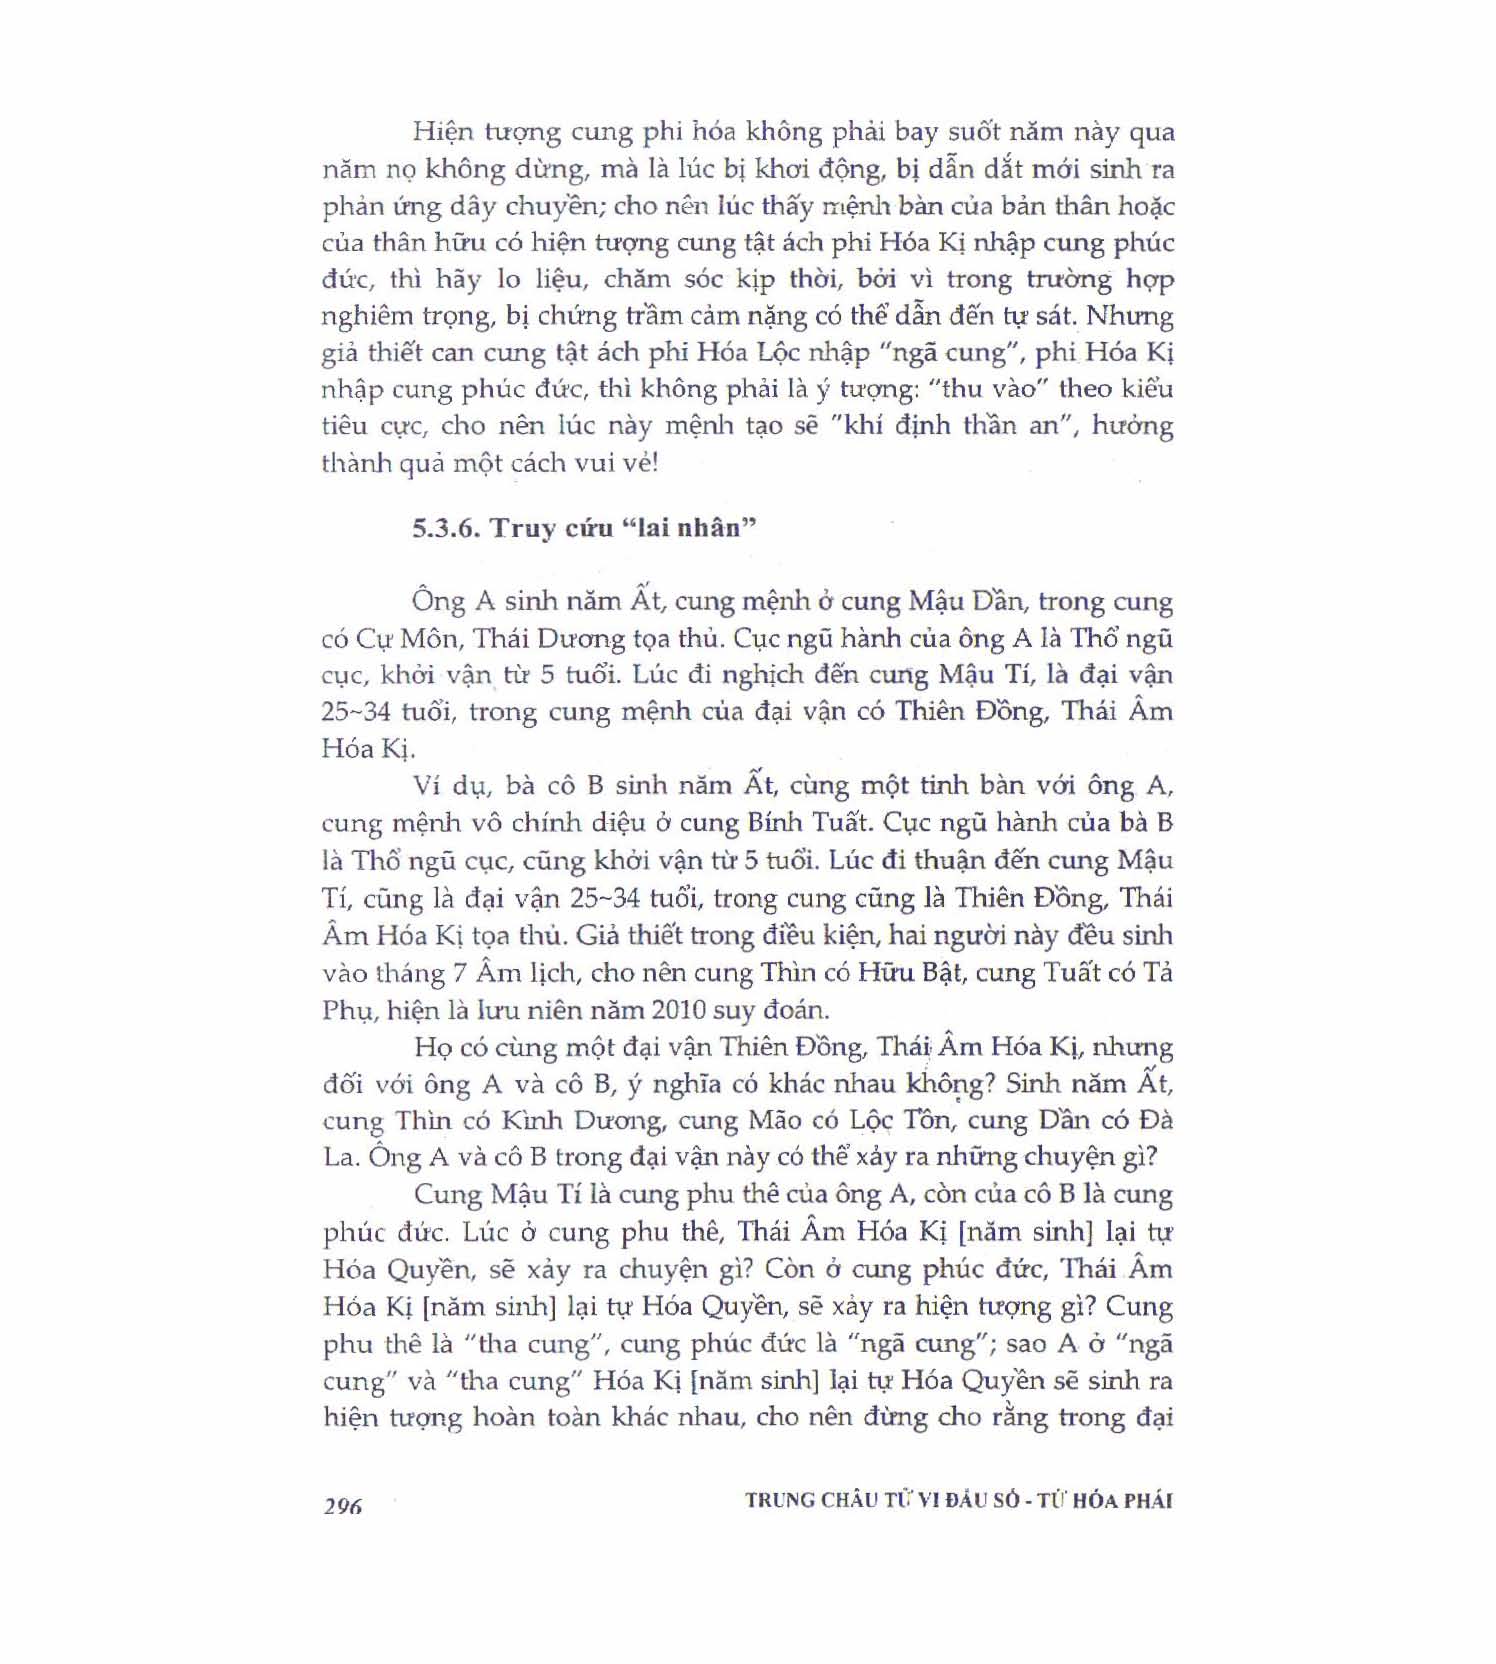 Hiện tượng cung phi hóa không phải bay suốt năm này qua
năm nọ không dừng, mà là lúc bị khơi động, bị dẫn dắt mới sinh ra
phản ứng dây chuyền; cho nên lúc thấy mệnh bàn của bản thân hoặc
của thân hữu có hiện tượng cung tật ách phi Hóa Kị nhập cung phúc
đức, thì hãy lo liệu, chăm sóc kịp thời, bởi vì trong trường hợp
nghiêm trọng, bị chứng trầm cảm nặng có thể dẫn đến tự sát. Nhưng
giả thiết can cung tật ách phi Hóa Lộc nhập "ngã cung", phi Hóa Kị
nhập cung phúc đức, thì không phải là ý tượng: "thu vào" theo kiểu
tiêu cực, cho nên lúc này mệnh tạo sẽ "khí định thần an", hưởng
thành quả một cách vui vẻ!
5.3.6. Truy cứu “lai nhân”
Ông A sinh năm Ất, cung mệnh ở cung Mậu Dần, trong cung
có Cự Môn, Thái Dương tọa thủ. Cục ngũ hành của ông A là Thổ ngũ
cục, khởi vận từ 5 tuổi. Lúc đi nghịch đến cung Mậu Tí, là đại vận
25~34 tuổi, trong cung mệnh của đại vận có Thiên Đồng, Thái Âm
Hóa Kị.
Ví dụ, bà cô B sinh năm Ất, cùng một tinh bàn với ông A,
cung mệnh vô chính diệu ở cung Bính Tuất. Cục ngũ hành của bà B
là Thổ ngũ cục, cũng khởi vận từ 5 tuổi. Lúc đi thuận đến cung Mậu
Tí, cũng là đại vận 25~34 tuổi, trong cung cũng là Thiên Đồng, Thái
Âm Hóa Kị tọa thủ. Giả thiết trong điều kiện, hai người này đều sinh
vào tháng 7 Âm lịch, cho nên cung Thìn có Hữu Bật, cung Tuất có Tả
Phụ, hiện là lưu niên năm 2010 suy đoán.
Họ có cùng một đại vận Thiên Đồng, Thái Âm Hóa Kị, nhưng
đối với ông A và cô B, ý nghĩa có khác nhau không? Sinh năm Ất,
cung Thìn có Kình Dương, cung Mão có Lộc Tồn, cung Dần có Đà
La. Ông A và cô B trong đại vận này có thể xảy ra những chuyện gì?
Cung Mậu Tí là cung phu thê của ông A, còn của cô B là cung
phúc đức. Lúc ở cung phu thê, Thái Âm Hóa Kị [năm sinh] lại tự
Hóa Quyền, sẽ xảy ra chuyện gì? Còn ở cung phúc đức, Thái Âm
Hóa Kị [năm sinh] lại tự Hóa Quyền, sẽ xảy ra hiện tượng gì? Cung
phu thê là "tha cung", cung phúc đức là "ngã cung"; sao A ở "ngã
cung" và "tha cung" Hóa Kị [năm sinh] lại tự Hóa Quyền sẽ sinh ra
hiện tượng hoàn toàn khác nhau, cho nên đừng cho rằng trong đại
296
TRUNG CHÂU TỬ VI ĐẨU SỐ - TỨ HÓA PHÁI